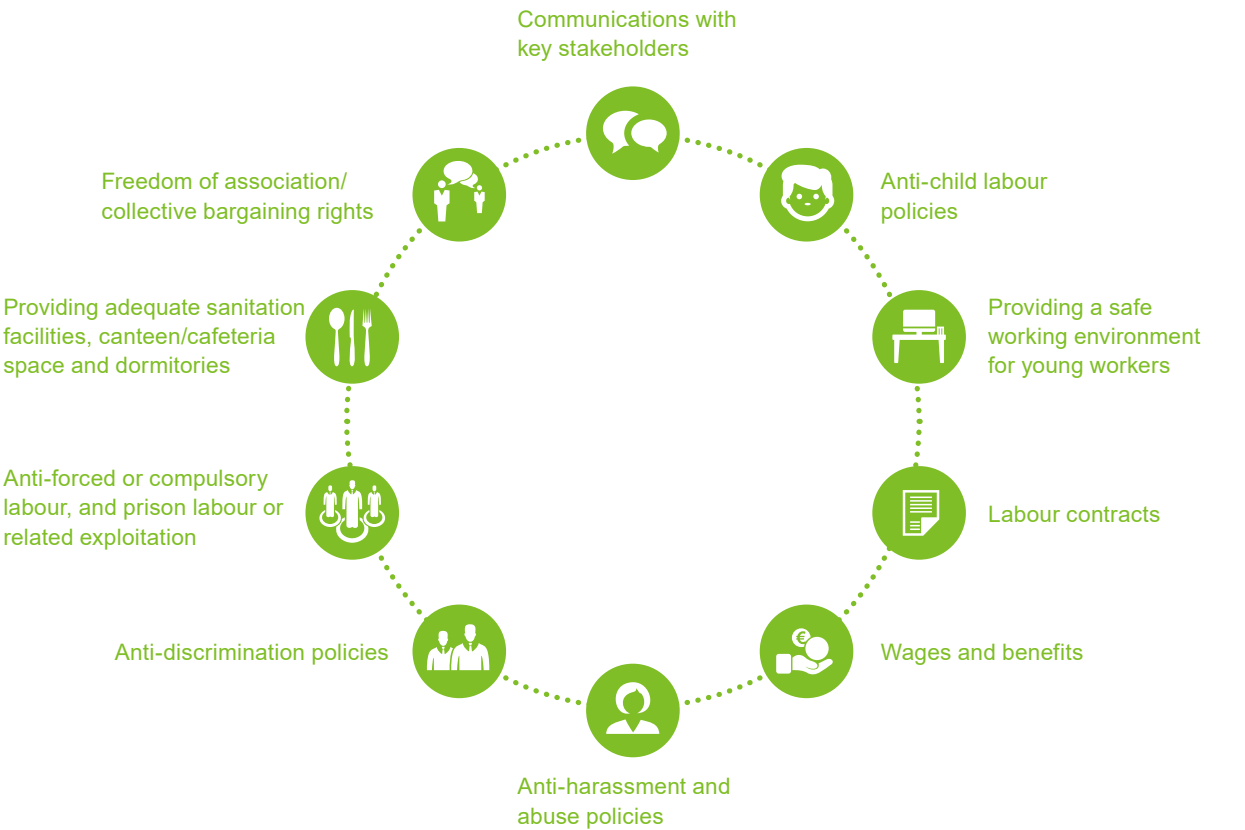 Communications with
key stakeholders
Anti-child labour
policies
Providing a safe
working environment
for young workers
Labour contracts
Wages and benefits
Anti-harassment and
abuse policies
Anti-discrimination policies
Anti-forced or compulsory
labour, and prison labour or
related exploitation
Providing adequate sanitation
facilities, canteen/cafeteria
space and dormitories
Freedom of association/
collective bargaining rights
€